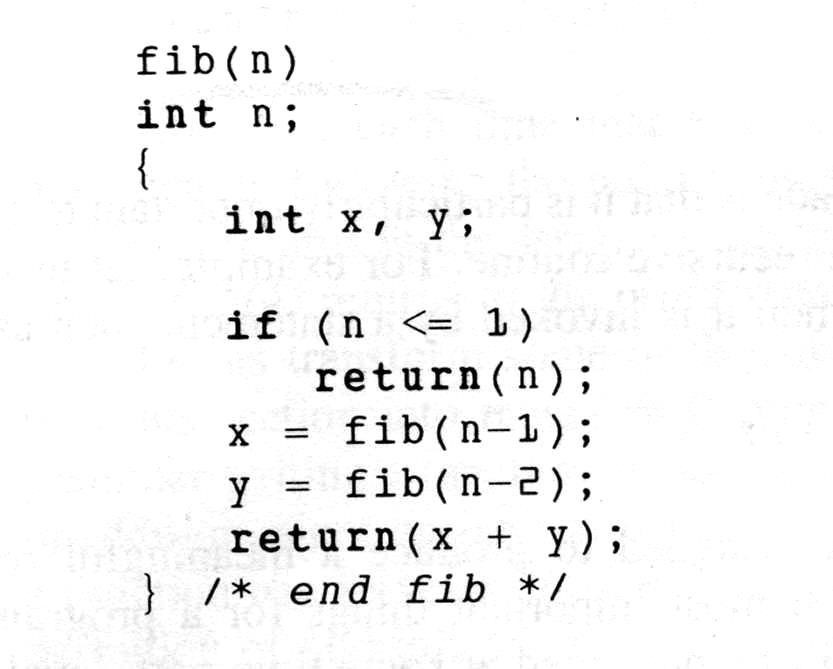 fib(n)
int n;
{
int x, y;
if (n <= 1)
return(n);
x = fib(n-1);
y = fib(n-2);
return(x + y);
} /* end fib */